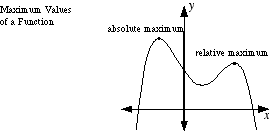 Maximum Values
of a Function
y
absolute maximum
relative maximum
x